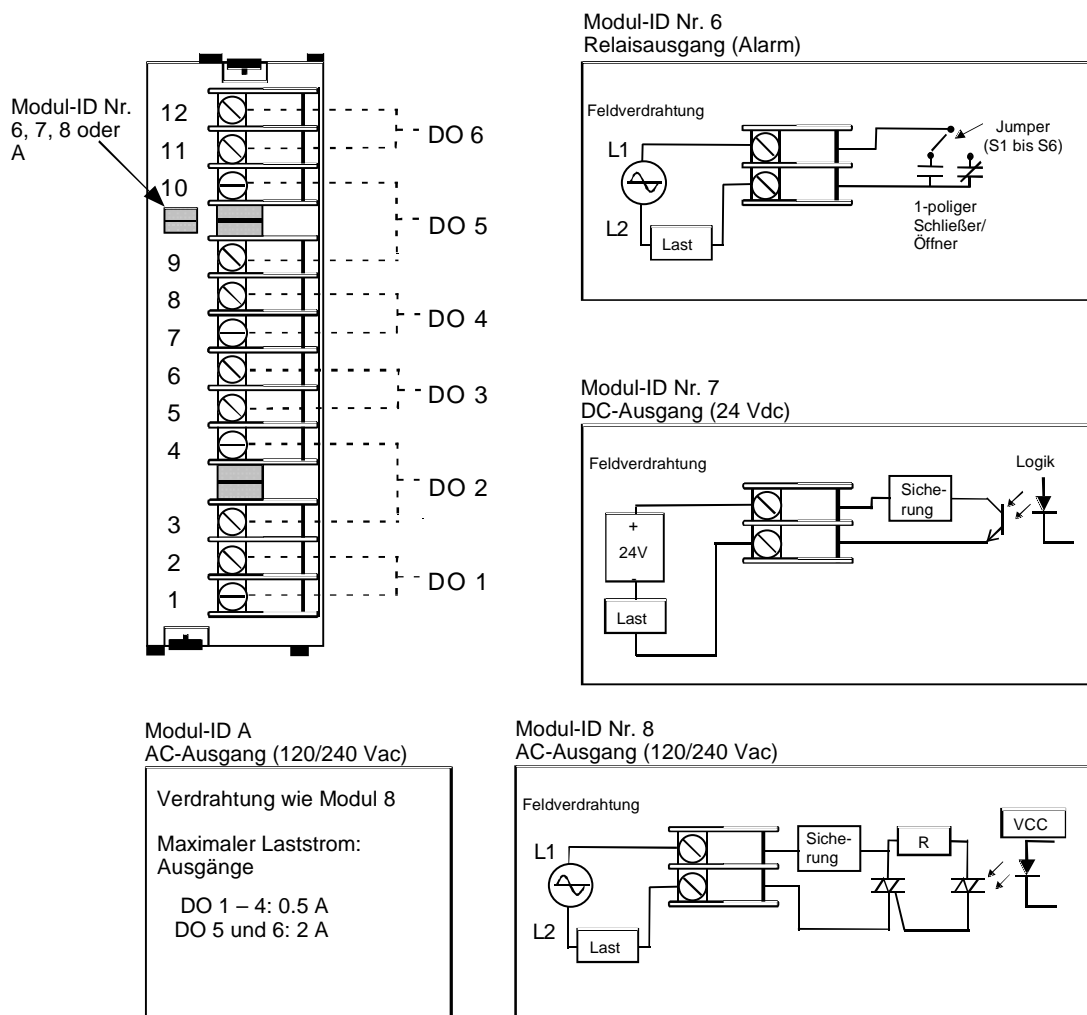 Modul-ID Nr.
6, 7, 8 oder
A
12
11
10
9
8
7
6
5
4
3
2
1
DO 6
DO 5
DO 4
DO 3
DO 2
DO 1
Modul-ID Nr. 6
Relaisausgang (Alarm)
Feldverdrahtung
L1
L2
Last
Jumper
(S1 bis S6)
1-poliger
Schließer/
Öffner
Modul-ID Nr. 7
DC-Ausgang (24 Vdc)
Feldverdrahtung
+
24V
-
Last
Siche-
rung
Logik
Modul-ID A
AC-Ausgang (120/240 Vac)
Verdrahtung wie Modul 8
Maximaler Laststrom:
Ausgänge
DO 1 – 4: 0.5 A
DO 5 und 6: 2 A
Modul-ID Nr. 8
AC-Ausgang (120/240 Vac)
Feldverdrahtung
L1
L2
Last
Siche-
rung
R
VCC